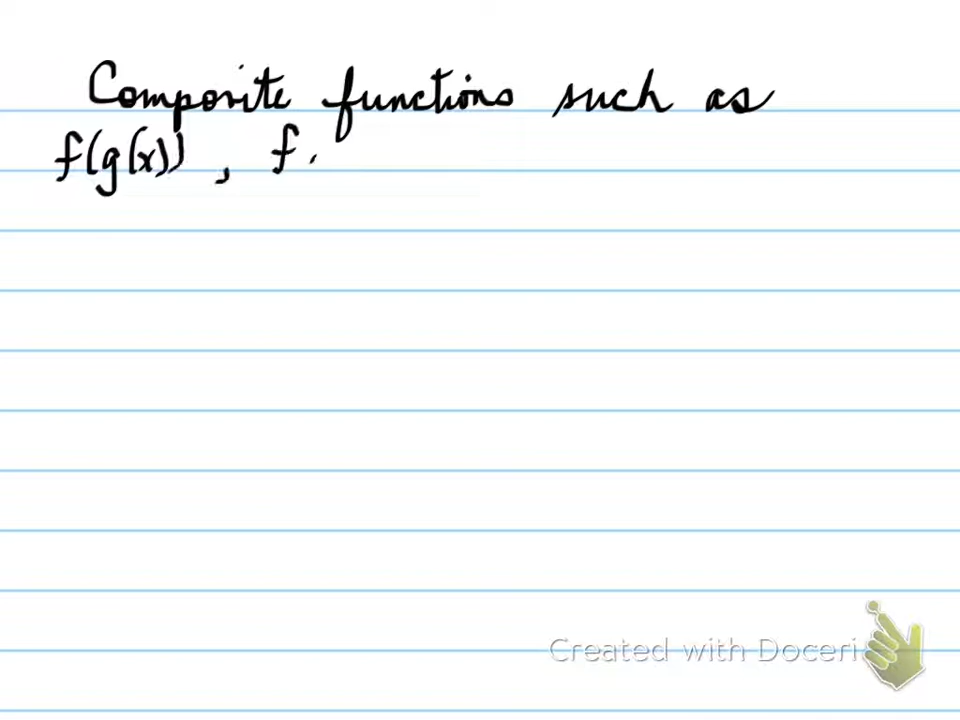 Composite functions such as
f(g(x)), f.
Created with Doceri